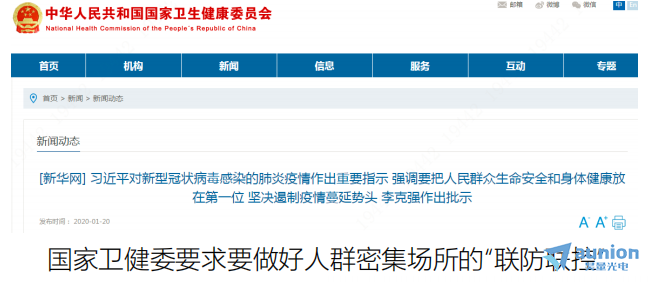 中华人民共和国国家卫生健康委员会
National Health Commission of the People's Republic of China
邮箱 微博 微信 中 En
首页 机构 新闻 信息 服务 互动 专题
首页 > 新闻 > 新闻动态
新闻动态
[新华网] 习近平对新型冠状病毒感染的肺炎疫情作出重要指示 强调要把人民群众生命安全和身体健康放
在第一位 坚决遏制疫情蔓延势头 李克强作出批示
发布时间： 2020-01-20
A- A+
国家卫健委要求要做好人群密集场所的“联防联控
aunion